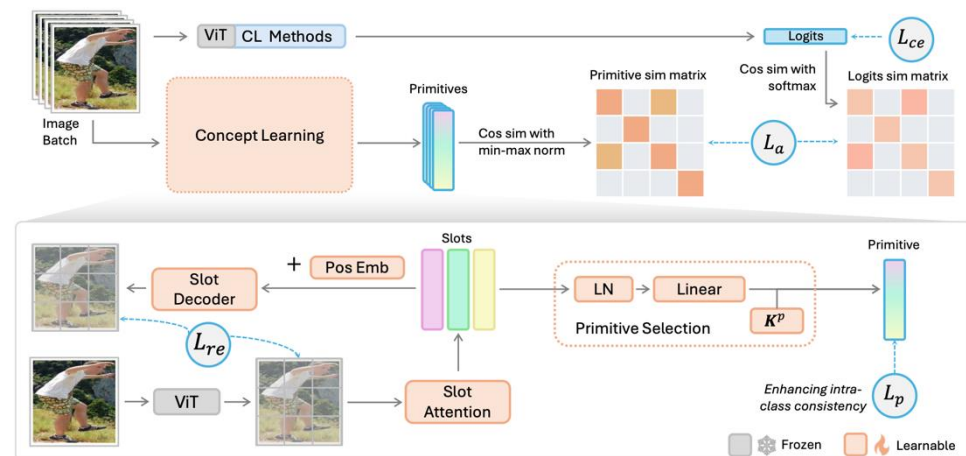 ViT CL Methods
Logits
L_ce
Image
Batch
Concept Learning
Primitives
Cos sim with
min-max norm
Primitive sim matrix
Cos sim with
softmax
Logits sim matrix
L_a
Slot
Decoder
+ Pos Emb
Slots
LN
Linear
K^p
Primitive Selection
Primitive
L_re
ViT
Slot
Attention
Enhancing intra-
class consistency
L_p
Frozen
Learnable